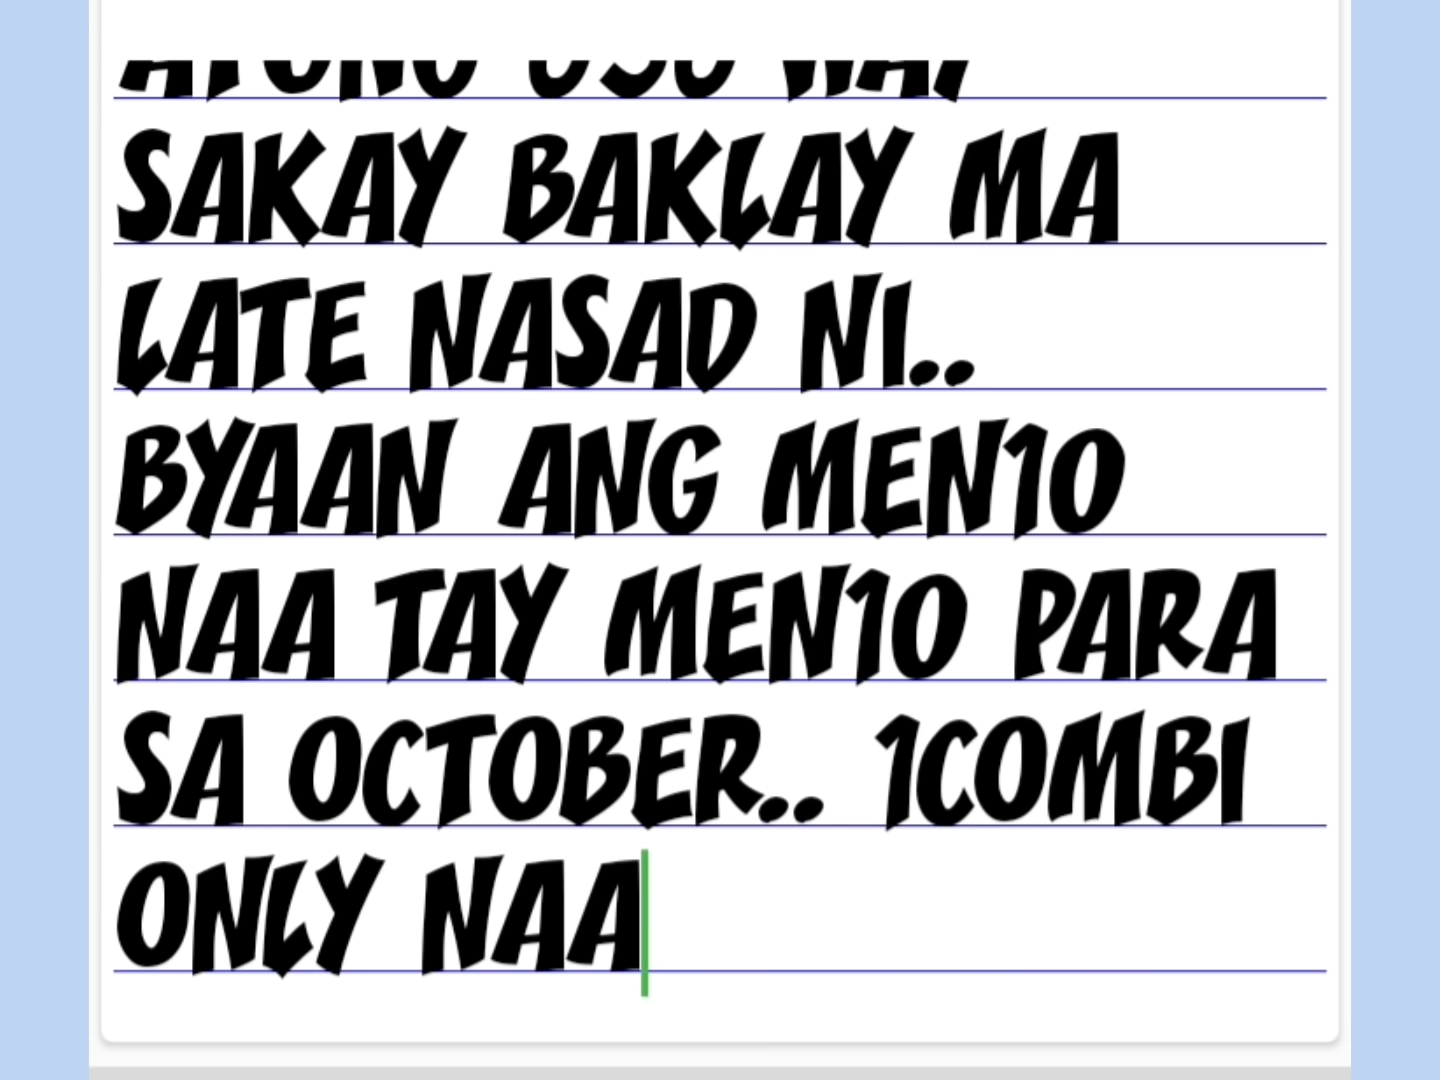 SAKAY BAKLAY MA
LATE NASAD NI..
BYAAN ANG MEN10
NAA TAY MEN10 PARA
SA OCTOBER.. 1COMBI
ONLY NAA